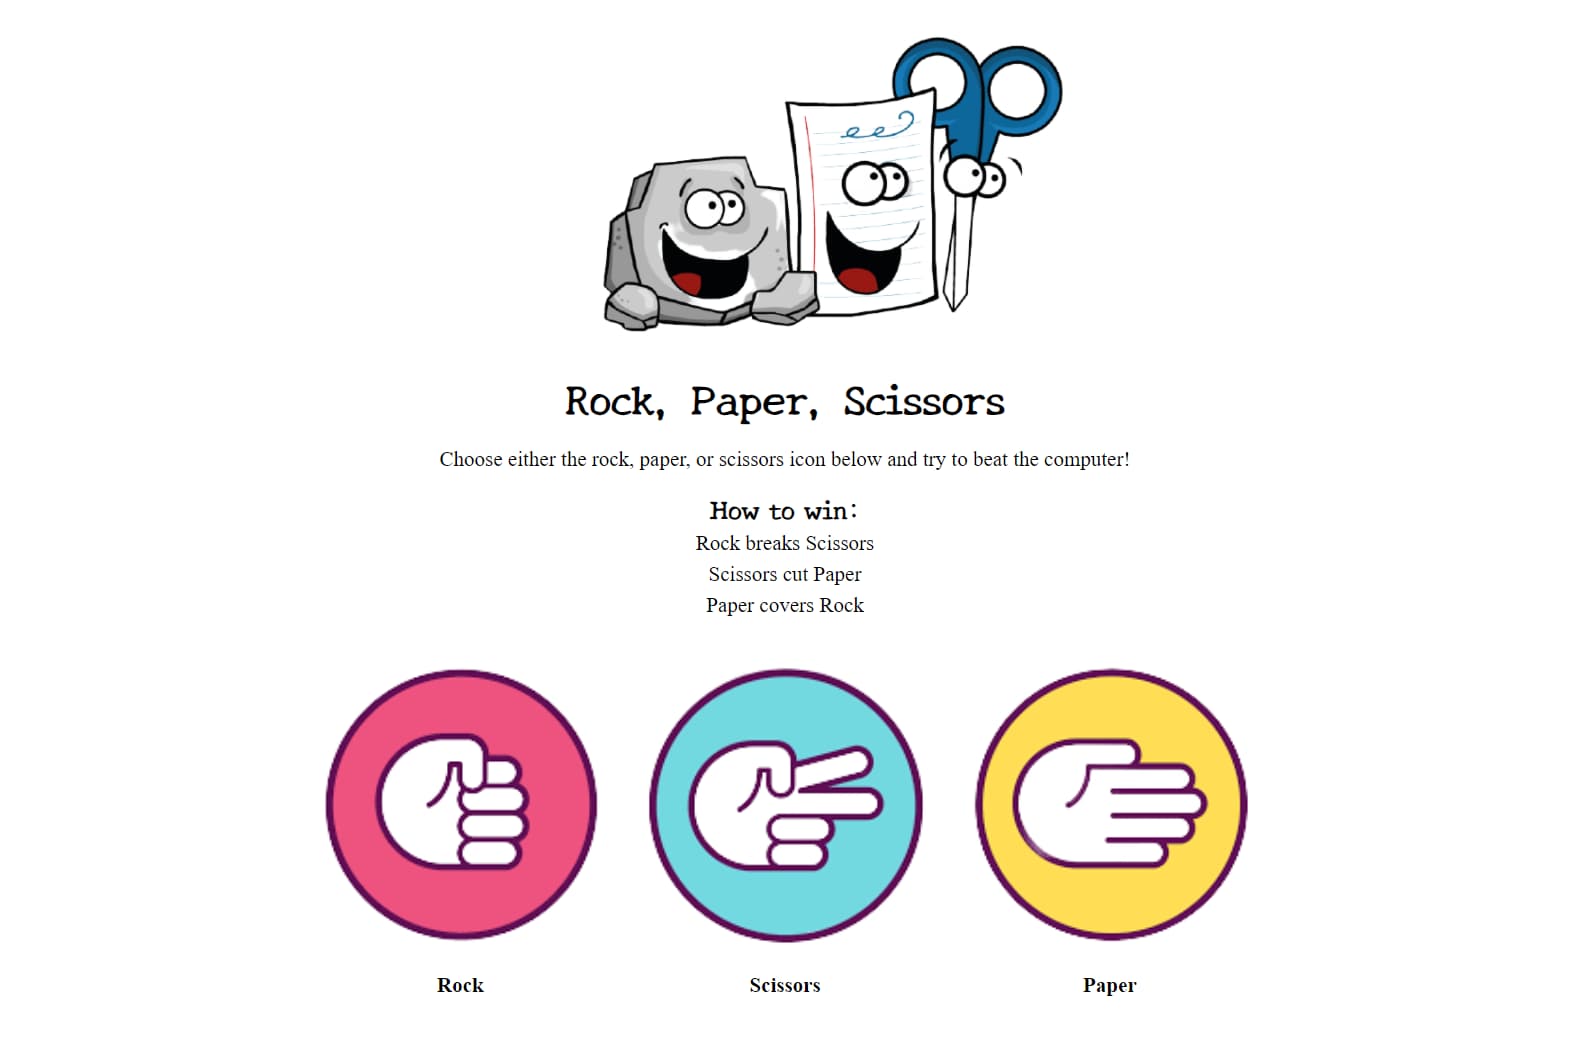 Rock, Paper, Scissors
Choose either the rock, paper, or scissors icon below and try to beat the computer!
How to win:
Rock breaks Scissors
Scissors cut Paper
Paper covers Rock
Rock
Scissors
Paper